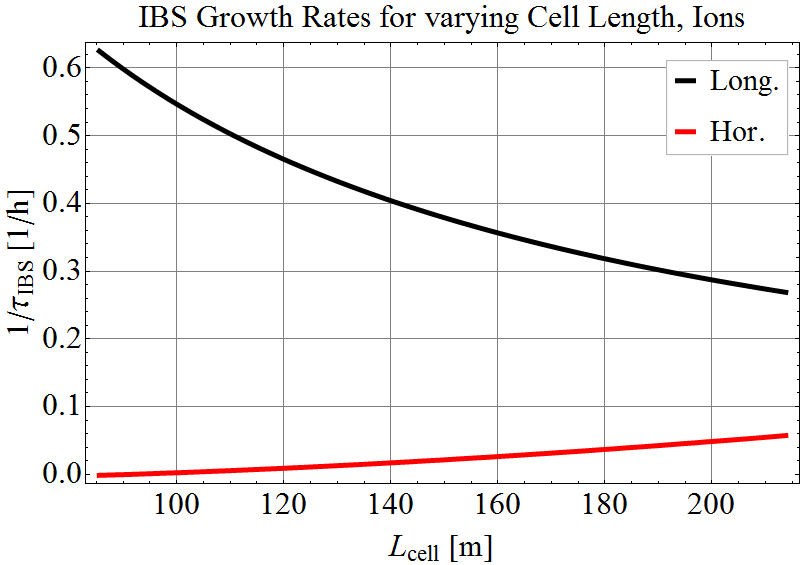 IBS Growth Rates for varying Cell Length, Ions
Long.
Hor.
1/τIBS [1/h]
0.6
0.5
0.4
0.3
0.2
0.1
0.0
100 120 140 160 180 200
Lcell [m]